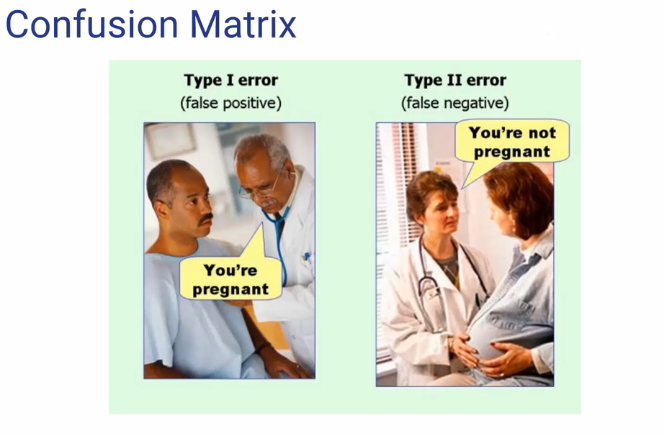 Confusion Matrix
Type I error
(false positive)
You're
pregnant
Type II error
(false negative)
You're not
pregnant